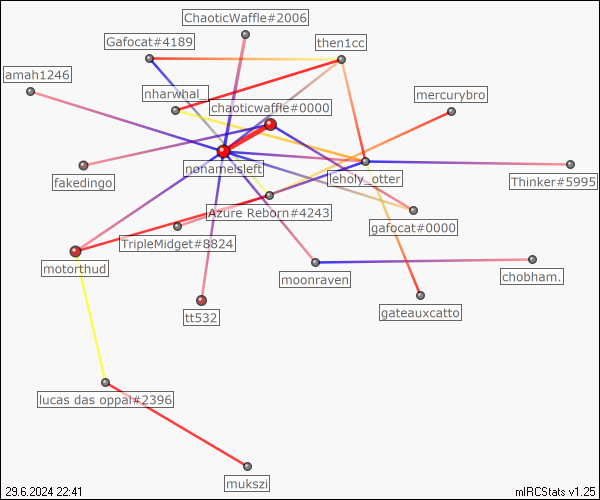 ChaoticWaffle#2006
Gafocat#4189
then1cc
amah1246
nharwhal_
mercurybro
chaoticwaffle#0000
nonameisleft
fakedingo
leholy_otter
Thinker#5995
Azure Reborn#4243
gafocat#0000
TripleMidget#8824
motorthud
moonraven
chobham.
tt532
gateauxcatto
lucas das oppai#2396
mukszi
29.6.2024 22:41
mIRCStats v1.25